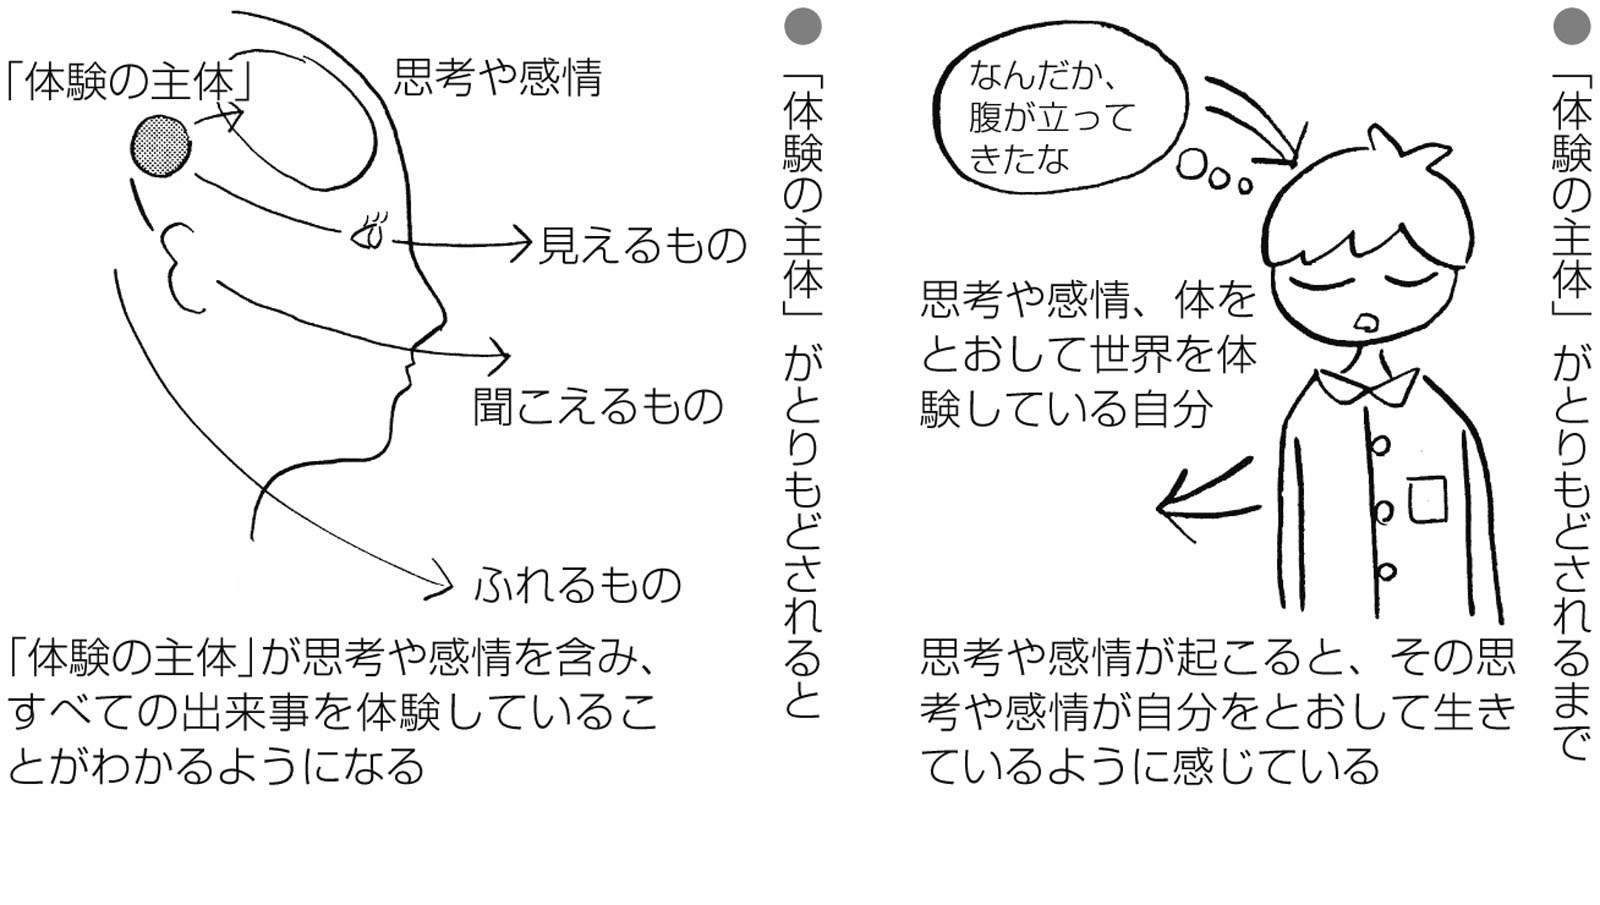 ●「体験の主体」がとりもどされるまで
なんだか、
腹が立って
きたな
思考や感情、体を
とおして世界を体
験している自分
思考や感情が起こると、その思
考や感情が自分をとおして生き
ているように感じている
●「体験の主体」がとりもどされると
「体験の主体」
思考や感情
見えるもの
聞こえるもの
ふれるもの
「体験の主体」が思考や感情を含み、
すべての出来事を体験しているこ
とがわかるようになる